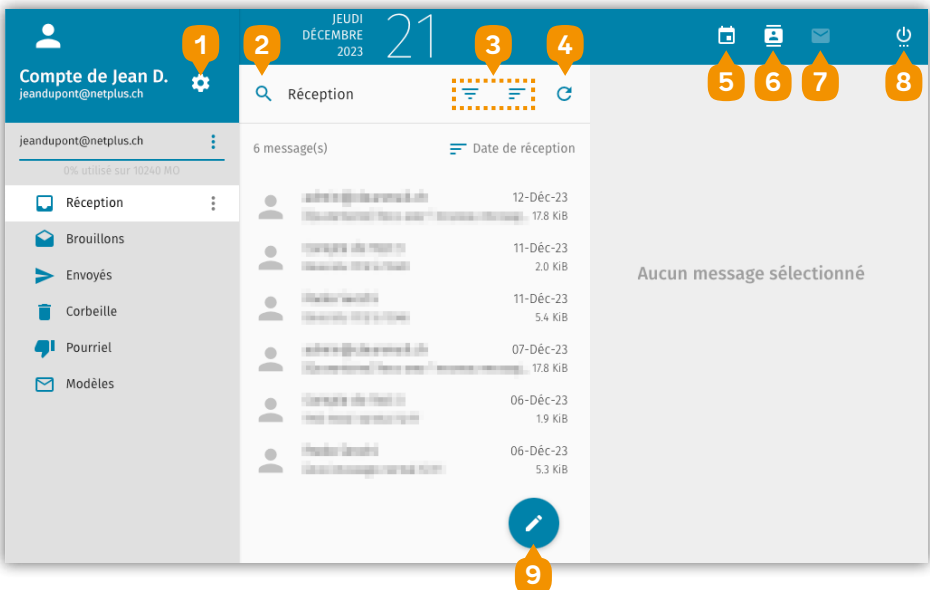 JEUDI
DÉCEMBRE
2023
21
1
2
3
4
5
6
7
8
Compte de Jean D.
jeandupont@netplus.ch
Réception
jeandupont@netplus.ch
0% utilisé sur 10240 MO
6 message(s)
Date de réception
Réception
Brouillons
Envoyés
Corbeille
Pourriel
Modèles
12-Déc-23
17.8 KiB
11-Déc-23
2.0 KiB
11-Déc-23
5.4 KiB
07-Déc-23
17.8 KiB
06-Déc-23
1.9 KiB
06-Déc-23
5.3 KiB
Aucun message sélectionné
9